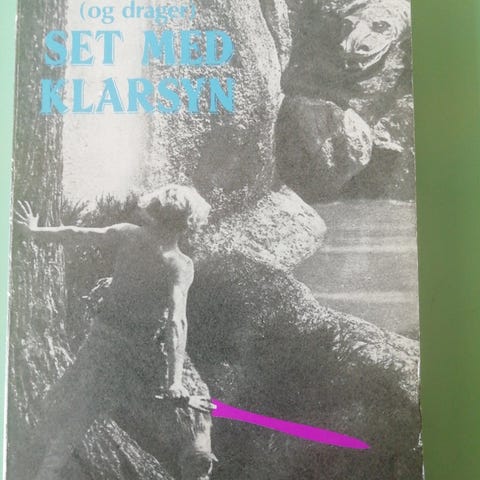 (og drager)
SET MED
KLARSYN